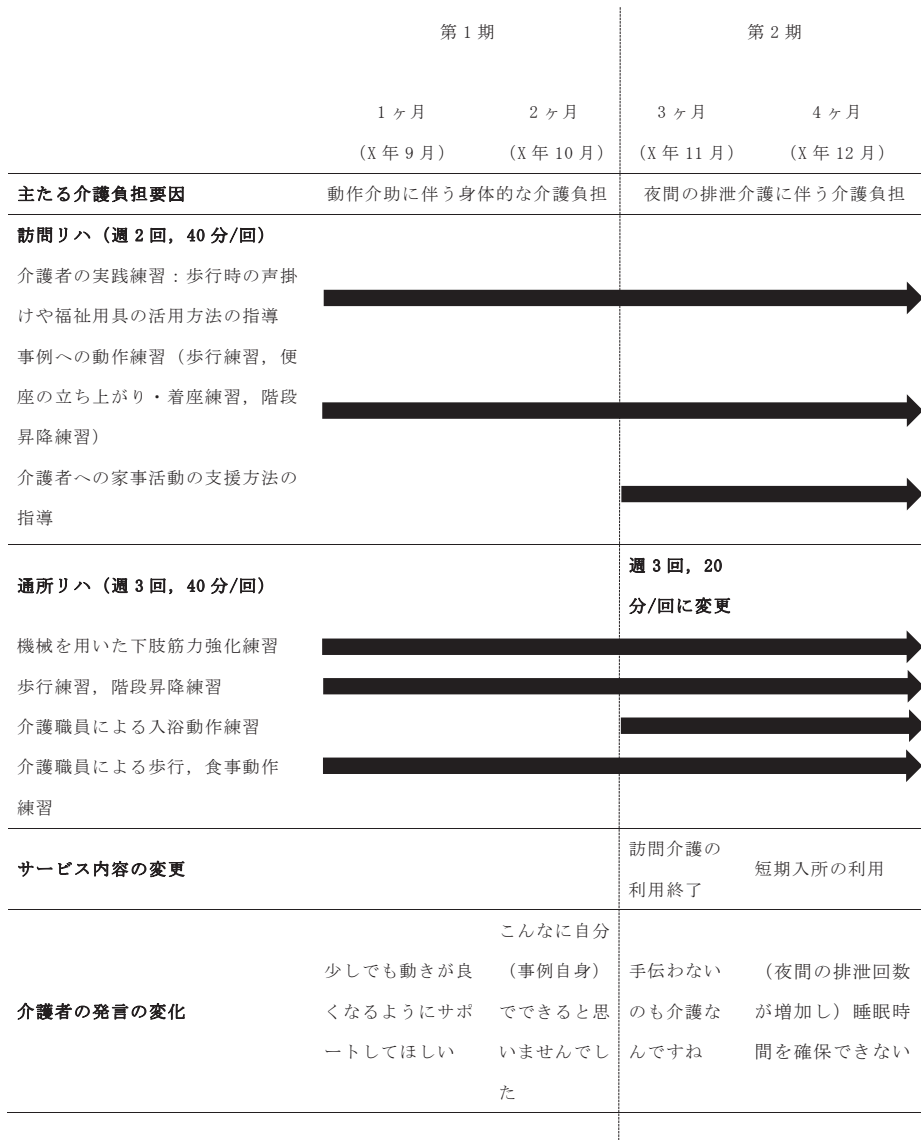 第1期
第2期
1ヶ月
2ヶ月
3ヶ月
4ヶ月
(X年9月)
(X年10月)
(X年11月)
(X年12月)
主たる介護負担要因
動作介助に伴う身体的な介護負担
夜間の排泄介護に伴う介護負担
訪問リハ（週2回，40分/回）
介護者の実践練習：歩行時の声掛
けや福祉用具の活用方法の指導
事例への動作練習（歩行練習，便
座の立ち上がり・着座練習，階段
昇降練習）
介護者への家事活動の支援方法の
指導
通所リハ（週3回，40分/回）
週3回，20
分/回に変更
機械を用いた下肢筋力強化練習
歩行練習，階段昇降練習
介護職員による入浴動作練習
介護職員による歩行，食事動作
練習
サービス内容の変更
訪問介護の
利用終了
短期入所の利用
介護者の発言の変化
少しでも動きが良
くなるようにサポ
ートしてほしい
こんなに自分
（事例自身）
でできると思
いませんでし
た
手伝わない
のも介護な
んですね
（夜間の排泄回数
が増加し）睡眠時
間を確保できない